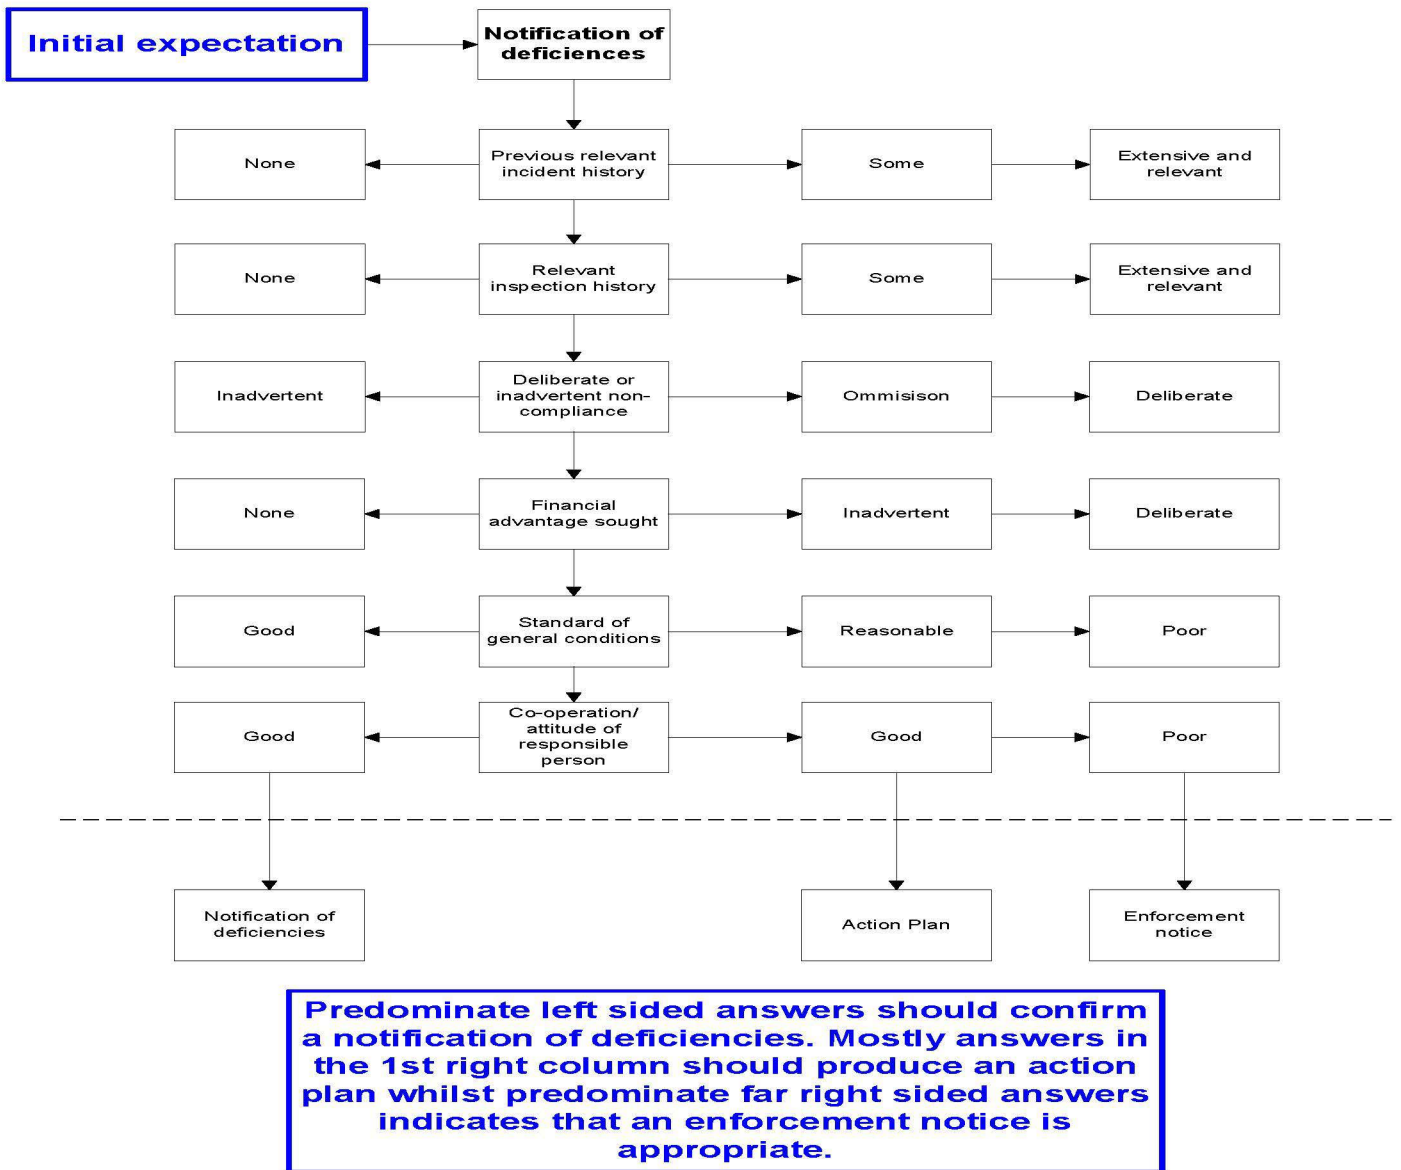 Initial expectation
Notification of
deficiences
None
Previous relevant
incident history
Some
Extensive and
relevant
None
Relevant
inspection history
Some
Extensive and
relevant
Inadvertent
Deliberate or
inadvertent non-
compliance
Ommisison
Deliberate
None
Financial
advantage sought
Inadvertent
Deliberate
Good
Standard of
general conditions
Reasonable
Poor
Good
Co-operation/
attitude of
responsible
person
Good
Poor
Notification of
deficiencies
Action Plan
Enforcement
notice
Predominate left sided answers should confirm
a notification of deficiencies. Mostly answers in
the 1st right column should produce an action
plan whilst predominate far right sided answers
indicates that an enforcement notice is
appropriate.